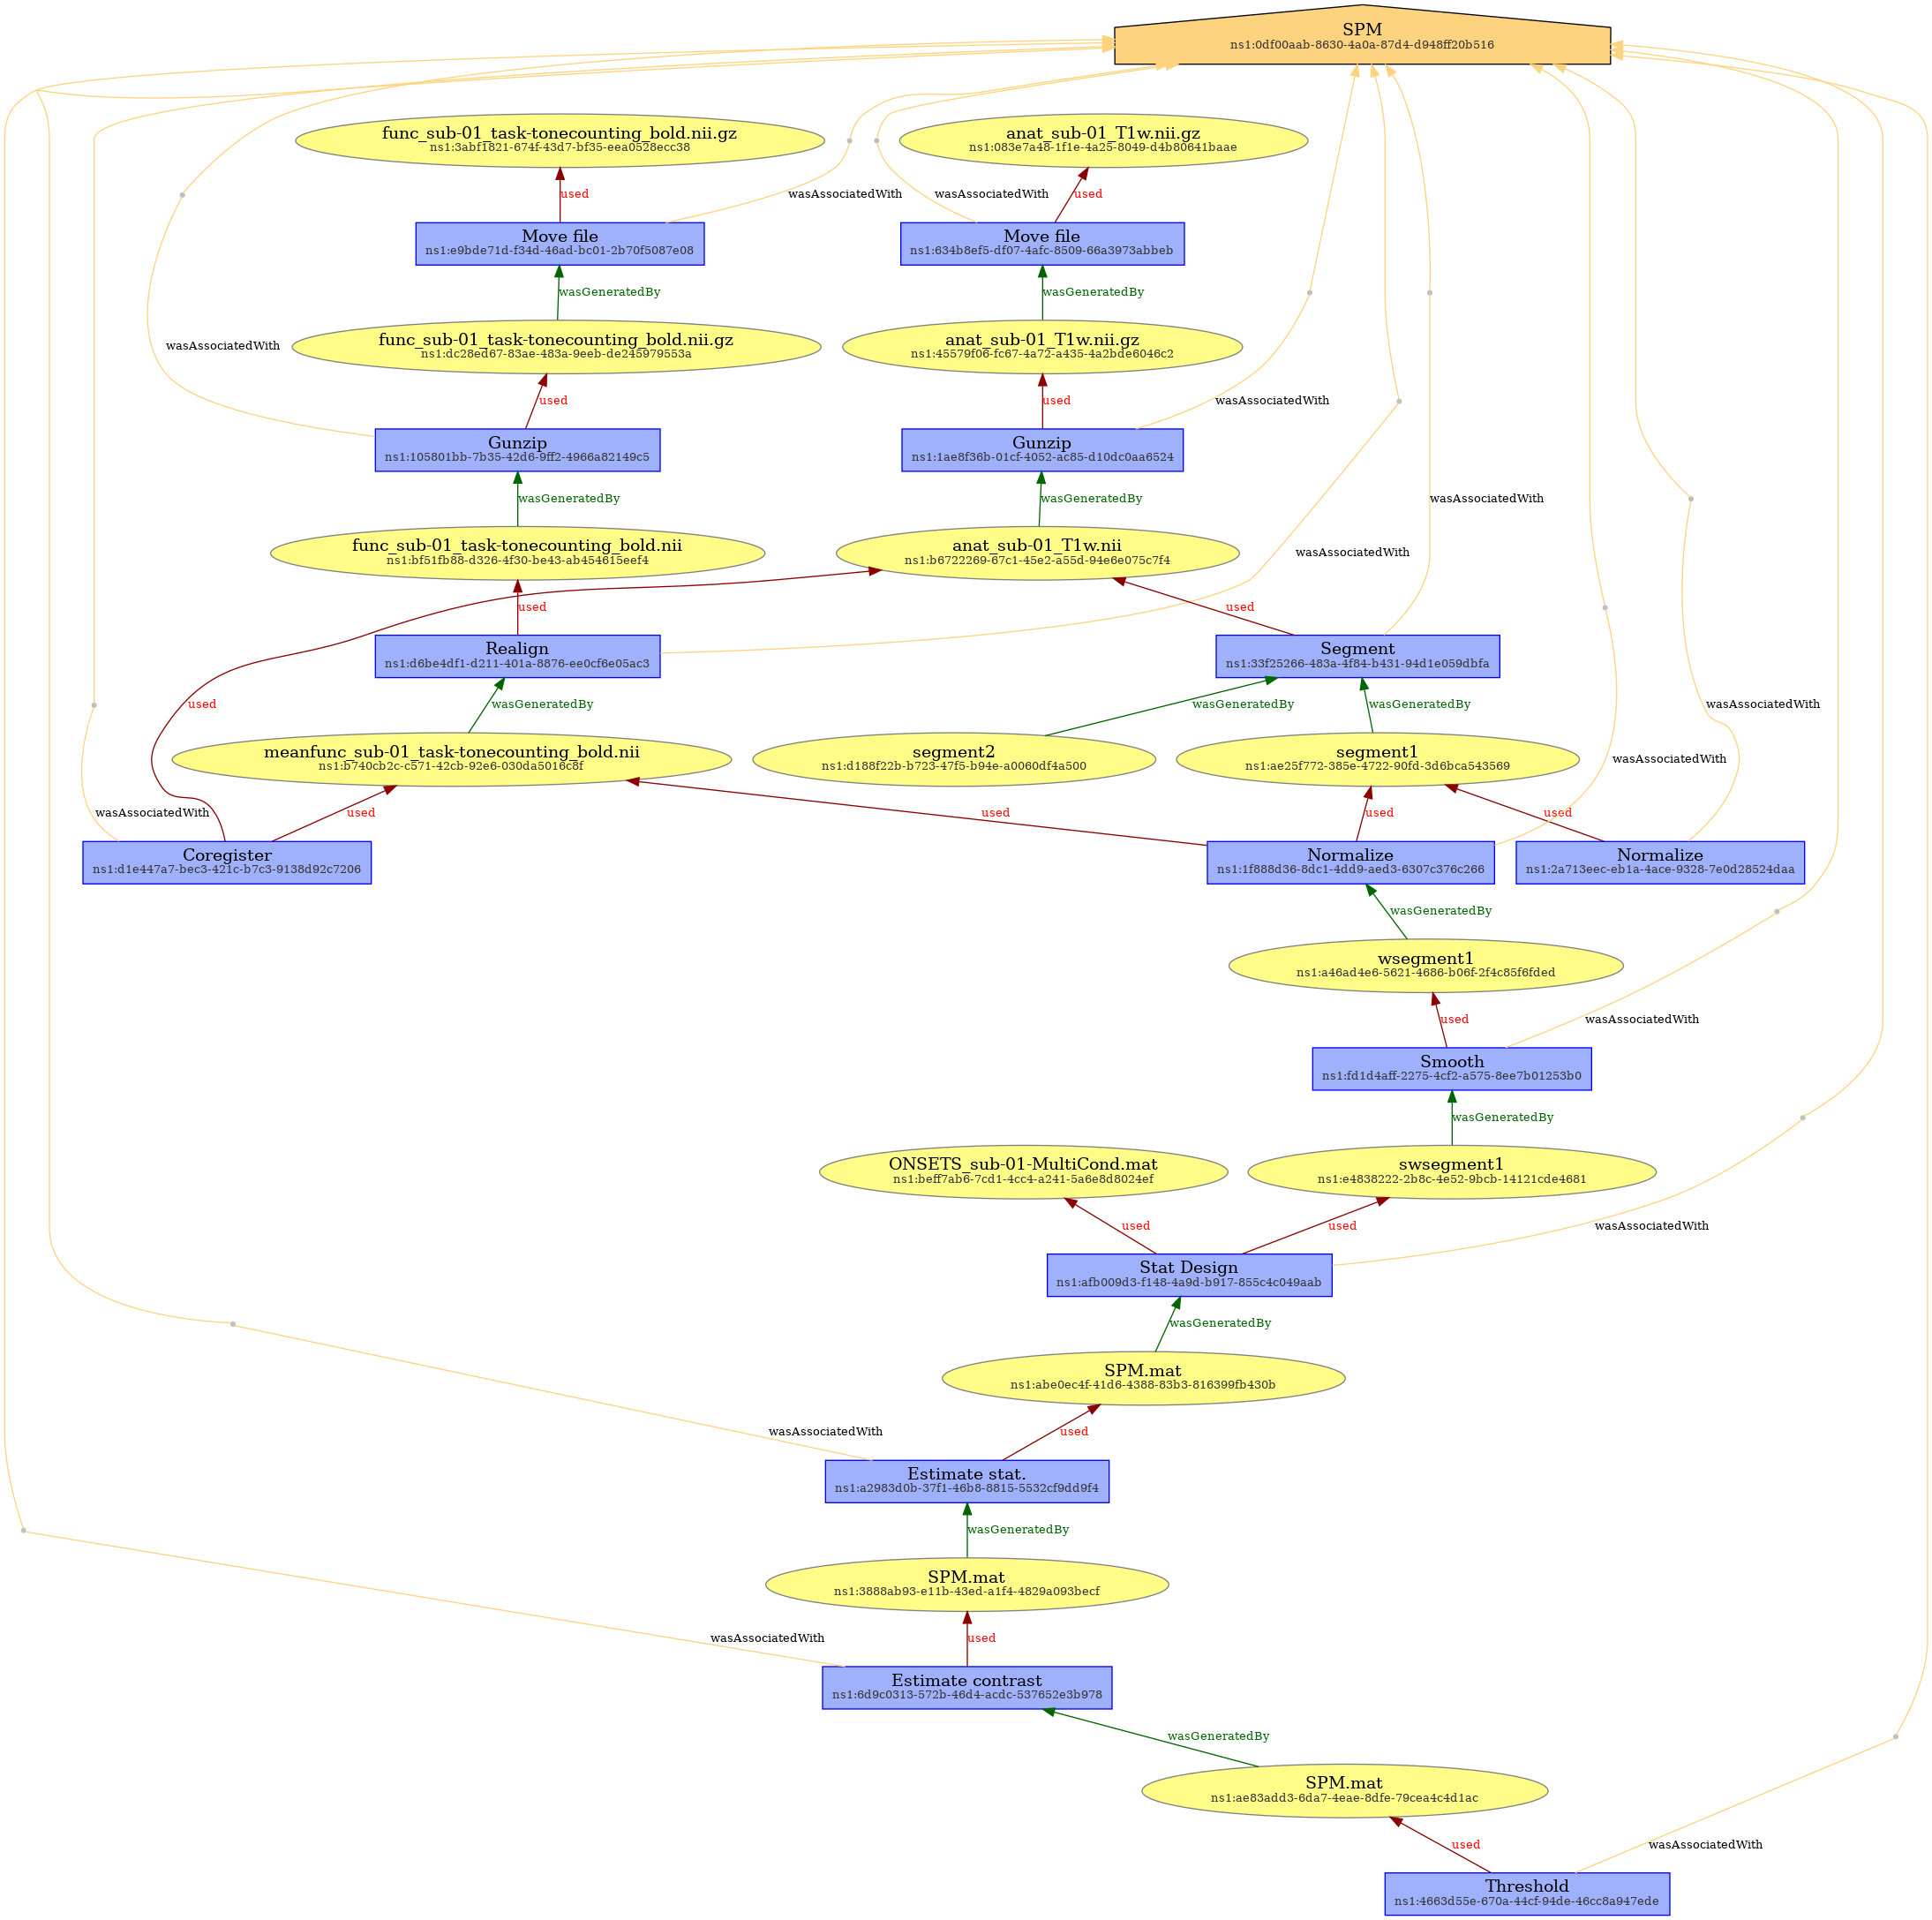 SPM
ns1:0df00aab-8630-4a0a-87d4-d948ff20b516
func_sub-01_task-tonecounting_bold.nii.gz
ns1:3abf1821-674f-43d7-bf35-eea0528ecc38
anat_sub-01_T1w.nii.gz
ns1:083e7a48-1f1e-4a25-8049-d4b80641baae
used
wasAssociatedWith
wasAssociatedWith
used
Move file
ns1:e9bde71d-f34d-46ad-bc01-2b70f5087e08
Move file
ns1:634b8ef5-df07-4afc-8509-66a3973abbeb
wasGeneratedBy
wasGeneratedBy
wasAssociatedWith
func_sub-01_task-tonecounting_bold.nii.gz
ns1:dc28ed67-83ae-483a-9eeb-de245979553a
anat_sub-01_T1w.nii.gz
ns1:45579f06-fc67-4a72-a435-4a2bde6046c2
used
used
wasAssociatedWith
Gunzip
ns1:105801bb-7b35-42d6-9ff2-4966a82149c5
Gunzip
ns1:1ae8f36b-01cf-4052-ac85-d10dc0aa6524
wasGeneratedBy
wasGeneratedBy
wasAssociatedWith
func_sub-01_task-tonecounting_bold.nii
ns1:bf51fb88-d326-4f30-be43-ab454615eef4
anat_sub-01_T1w.nii
ns1:b6722269-67c1-45e2-a55d-94e6e075c7f4
wasAssociatedWith
used
used
Realign
ns1:d6be4df1-d211-401a-8876-ee0cf6e05ac3
Segment
ns1:33f25266-483a-4f84-b431-94d1e059dbfa
used
wasGeneratedBy
wasGeneratedBy
wasGeneratedBy
wasAssociatedWith
meanfunc_sub-01_task-tonecounting_bold.nii
ns1:b740cb2c-c571-42cb-92e6-030da5016c8f
segment2
ns1:d188f22b-b723-47f5-b94e-a0060df4a500
segment1
ns1:ae25f772-385e-4722-90fd-3d6bca543569
wasAssociatedWith
wasAssociatedWith
used
used
used
used
Coregister
ns1:d1e447a7-bec3-421c-b7c3-9138d92c7206
Normalize
ns1:1f888d36-8dc1-4dd9-aed3-6307c376c266
Normalize
ns1:2a713eec-eb1a-4ace-9328-7e0d28524daa
wasGeneratedBy
wsegment1
ns1:a46ad4e6-5621-4686-b06f-2f4c85f6fded
used
wasAssociatedWith
Smooth
ns1:fd1d4aff-2275-4cf2-a575-8ee7b01253b0
wasGeneratedBy
ONSETS_sub-01-MultiCond.mat
ns1:beff7ab6-7cd1-4cc4-a241-5a6e8d8024ef
swsegment1
ns1:e4838222-2b8c-4e52-9bcb-14121cde4681
used
used
wasAssociatedWith
Stat Design
ns1:afb009d3-f148-4a9d-b917-855c4c049aab
wasGeneratedBy
SPM.mat
ns1:abe0ec4f-41d6-4388-83b3-816399fb430b
wasAssociatedWith
used
Estimate stat.
ns1:a2983d0b-37f1-46b8-8815-5532cf9dd9f4
wasGeneratedBy
SPM.mat
ns1:3888ab93-e11b-43ed-a1f4-4829a093becf
wasAssociatedWith
used
Estimate contrast
ns1:6d9c0313-572b-46d4-acdc-537652e3b978
wasGeneratedBy
SPM.mat
ns1:ae83add3-6da7-4eae-8dfe-79cea4c4d1ac
used
wasAssociatedWith
Threshold
ns1:4663d55e-670a-44cf-94de-46cc8a947ede